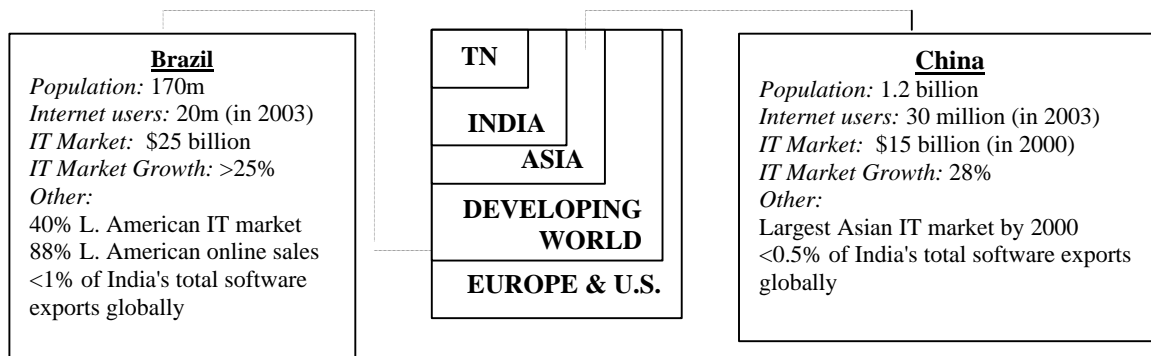 Brazil
Population: 170m
Internet users: 20m (in 2003)
IT Market: $25 billion
IT Market Growth: >25%
Other:
40% L. American IT market
88% L. American online sales
<1% of India's total software
exports globally
TN
INDIA
ASIA
DEVELOPING
WORLD
EUROPE & U.S.
China
Population: 1.2 billion
Internet users: 30 million (in 2003)
IT Market: $15 billion (in 2000)
IT Market Growth: 28%
Other:
Largest Asian IT market by 2000
<0.5% of India's total software exports
globally